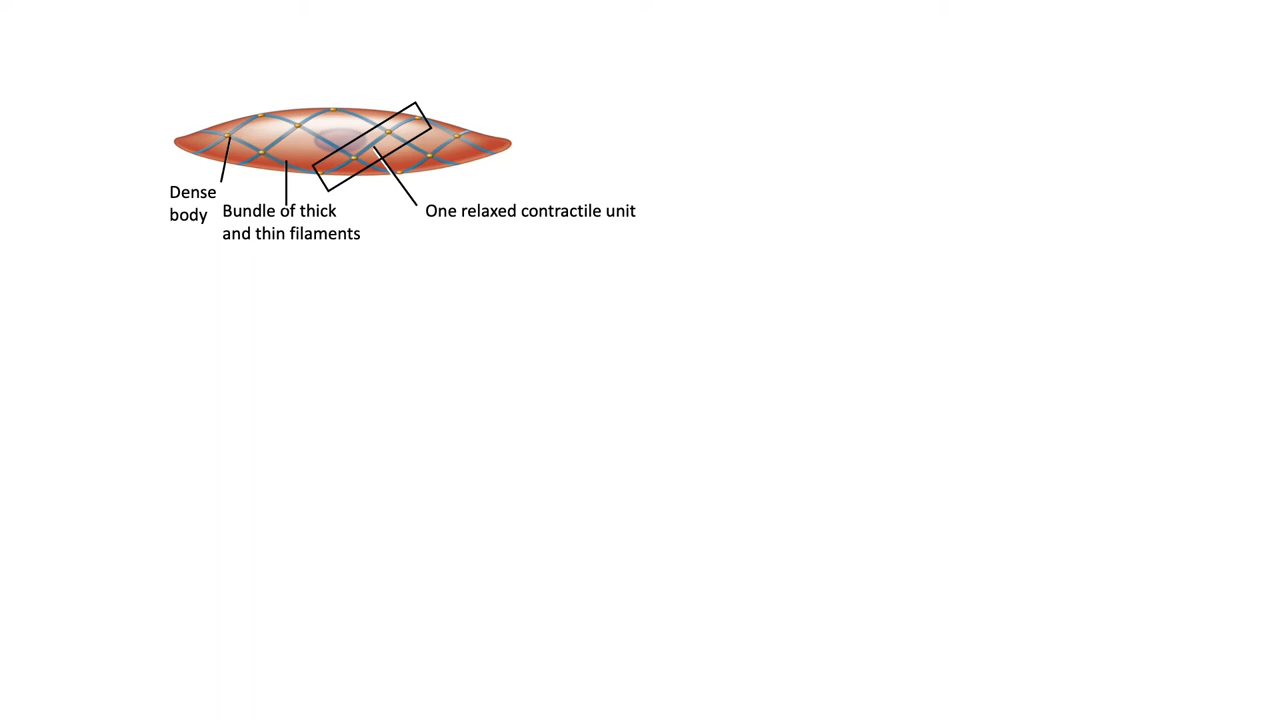 Dense
body
Bundle of thick
and thin filaments
One relaxed contractile unit